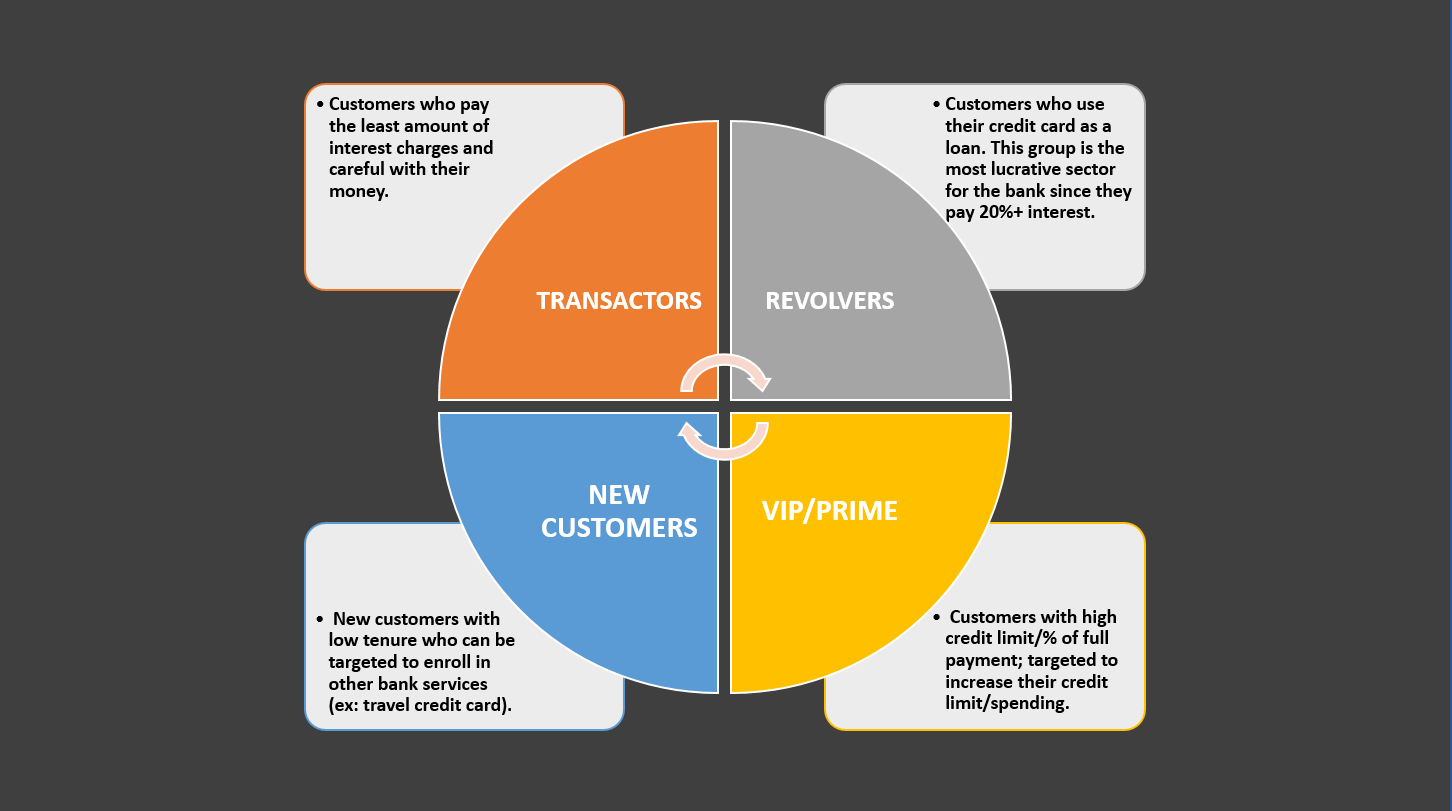 • Customers who pay
the least amount of
interest charges and
careful with their
money.
• Customers who use
their credit card as a
loan. This group is the
most lucrative sector
for the bank since they
pay 20%+ interest.
TRANSACTORS
REVOLVERS
NEW
CUSTOMERS
VIP/PRIME
• New customers with
low tenure who can be
targeted to enroll in
other bank services
(ex: travel credit card).
• Customers with high
credit limit/% of full
payment; targeted to
increase their credit
limit/spending.